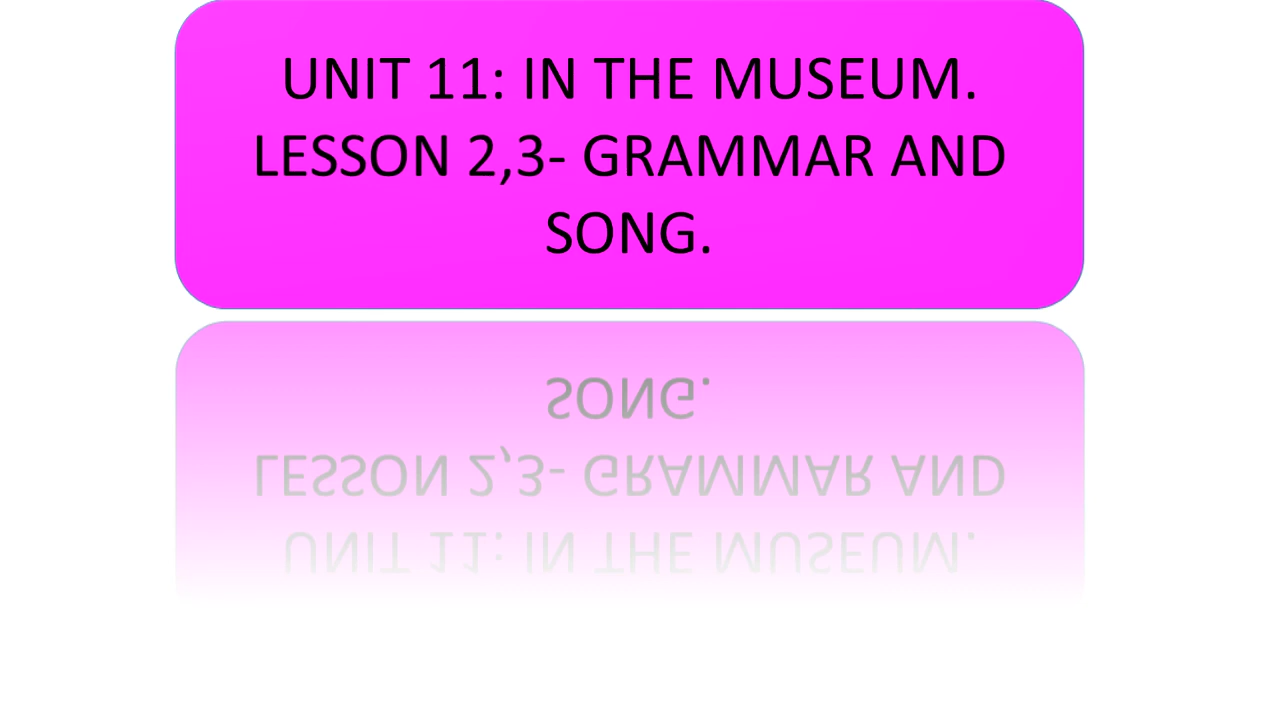 UNIT 11: IN THE MUSEUM.
LESSON 2,3- GRAMMAR AND
SONG.